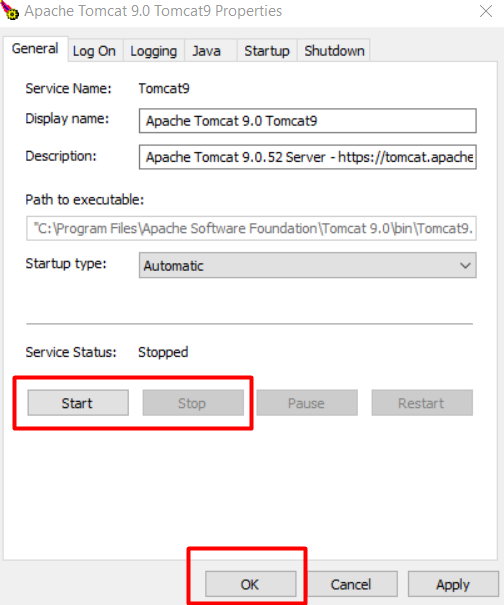 Apache Tomcat 9.0 Tomcat9 Properties
General Log On Logging Java Startup Shutdown
Service Name: Tomcat9
Display name: Apache Tomcat 9.0 Tomcat9
Description: Apache Tomcat 9.0.52 Server - https://tomcat.apache
Path to executable:
"C:\Program Files\Apache Software Foundation\Tomcat 9.0\bin\Tomcat9.
Startup type: Automatic
Service Status: Stopped
Start Stop Pause Restart
OK Cancel Apply